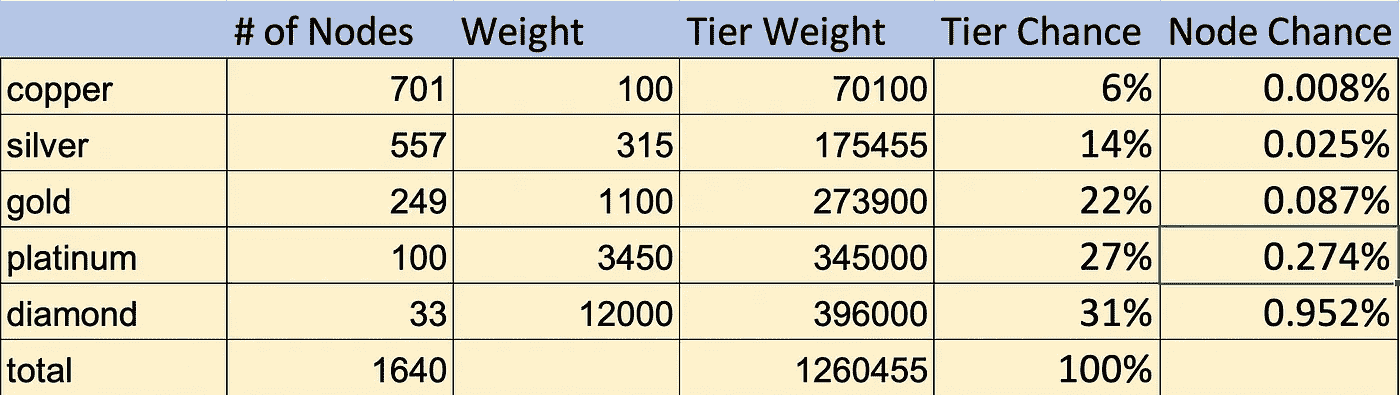 # of Nodes Weight Tier Weight Tier Chance Node Chance
copper 701 100 70100 6% 0.008%
silver 557 315 175455 14% 0.025%
gold 249 1100 273900 22% 0.087%
platinum 100 3450 345000 27% 0.274%
diamond 33 12000 396000 31% 0.952%
total 1640 1260455 100%